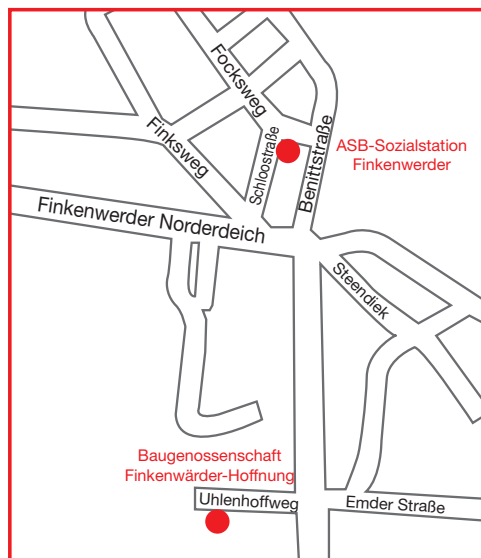 Focksweg
Finksweg
Schloostraße
Benittstraße
ASB-Sozialstation
Finkenwerder
Finkenwerder Norderdeich
Steendiek
Baugenossenschaft
Finkenwärder-Hoffnung
Uhlenhoffweg
Emder Straße